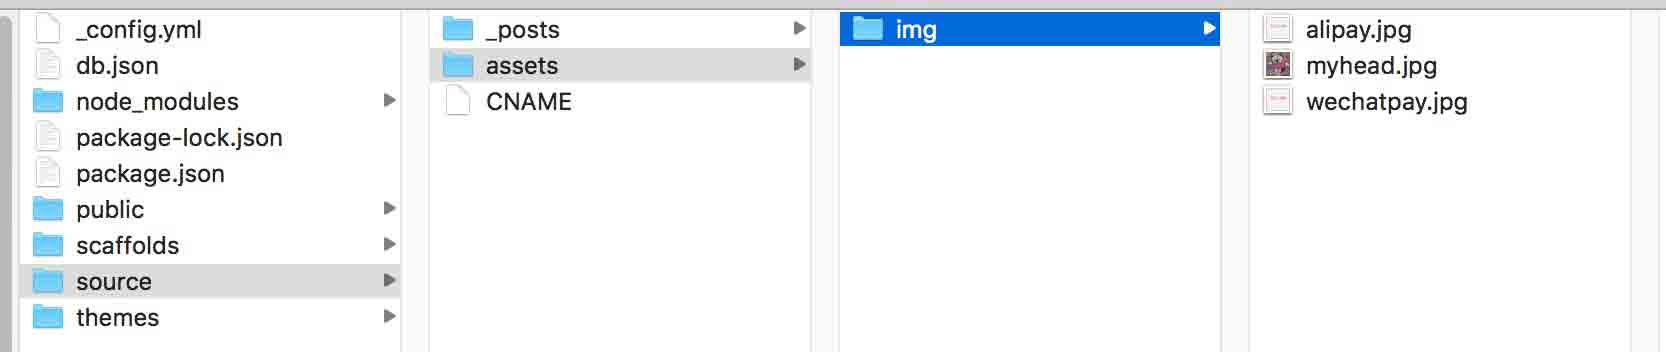 _config.yml
db.json
node_modules
package-lock.json
package.json
public
scaffolds
source
themes
_posts
assets
CNAME
img
alipay.jpg
myhead.jpg
wechatpay.jpg